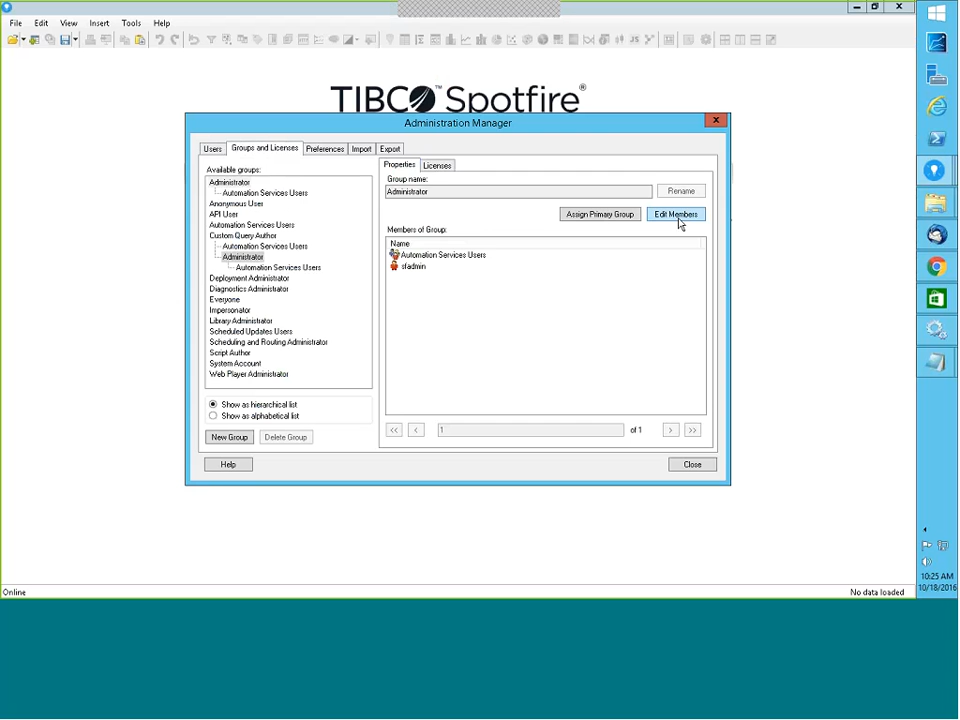 File Edit View Insert Tools Help
TIBCO™ Spotfire®
Administration Manager
Users Groups and Licenses Preferences Import Export
Available groups:
Administrator
Automation Services Users
Anonymous User
API User
Automation Services Users
Custom Query Author
Automation Services Users
Administrator
Automation Services Users
Deployment Administrator
Diagnostics Administrator
Everyone
Impersonator
Library Administrator
Scheduled Updates Users
Scheduling and Routing Administrator
Script Author
System Account
Web Player Administrator
Show as hierarchical list
Show as alphabetical list
New Group Delete Group
Properties Licenses
Group name:
Administrator Rename
Assign Primary Group Edit Members
Members of Group:
Name
Automation Services Users
sfadmin
<< < 1 of 1 > >>
Help Close
10:25 AM
10/18/2016
Online No data loaded